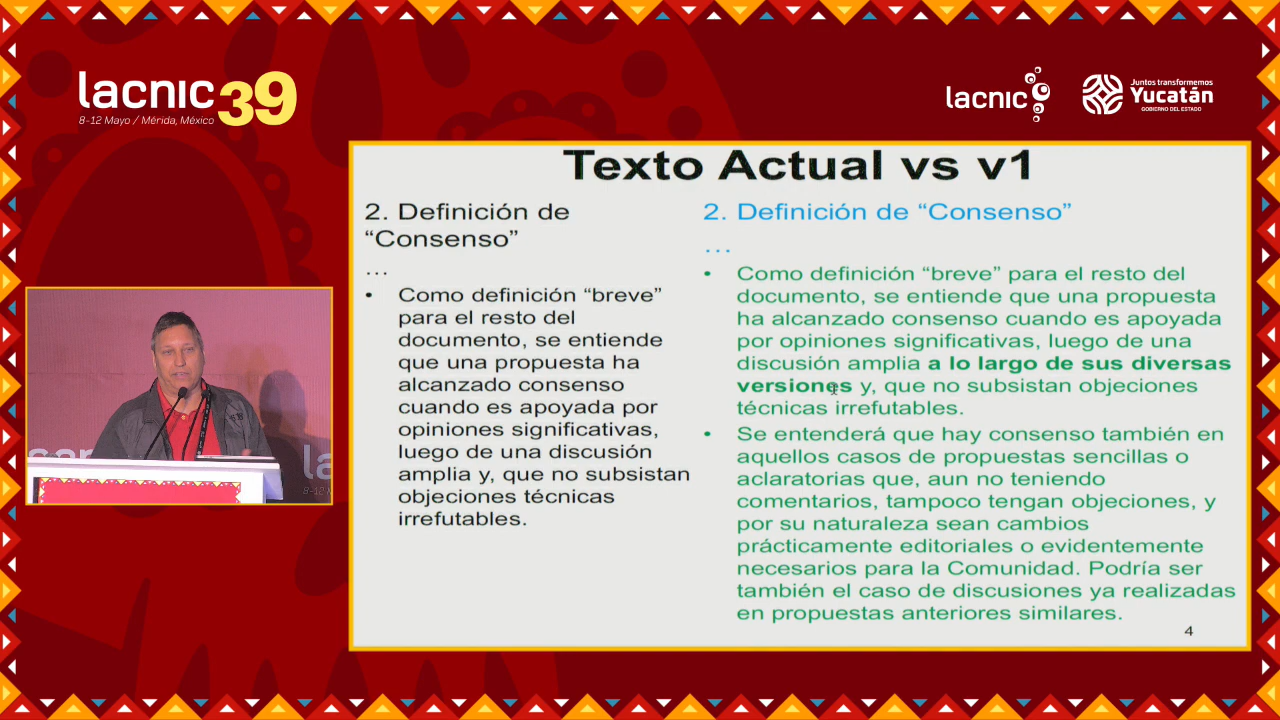 lacnic 39
8-12 Mayo / Mérida, México
lacnic
Juntos transformemos
Yucatán
GOBIERNO DEL ESTADO
Texto Actual vs v1
2. Definición de
“Consenso”
…
• Como definición “breve”
para el resto del
documento, se entiende
que una propuesta ha
alcanzado consenso
cuando es apoyada por
opiniones significativas,
luego de una discusión
amplia y, que no subsistan
objeciones técnicas
irrefutables.
2. Definición de “Consenso”
…
• Como definición “breve” para el resto del
documento, se entiende que una propuesta
ha alcanzado consenso cuando es apoyada
por opiniones significativas, luego de una
discusión amplia a lo largo de sus diversas
versiones y, que no subsistan objeciones
técnicas irrefutables.
• Se entenderá que hay consenso también en
aquellos casos de propuestas sencillas o
aclaratorias que, aun no teniendo
comentarios, tampoco tengan objeciones, y
por su naturaleza sean cambios
prácticamente editoriales o evidentemente
necesarios para la Comunidad. Podría ser
también el caso de discusiones ya realizadas
en propuestas anteriores similares.
4
la
8-12 M